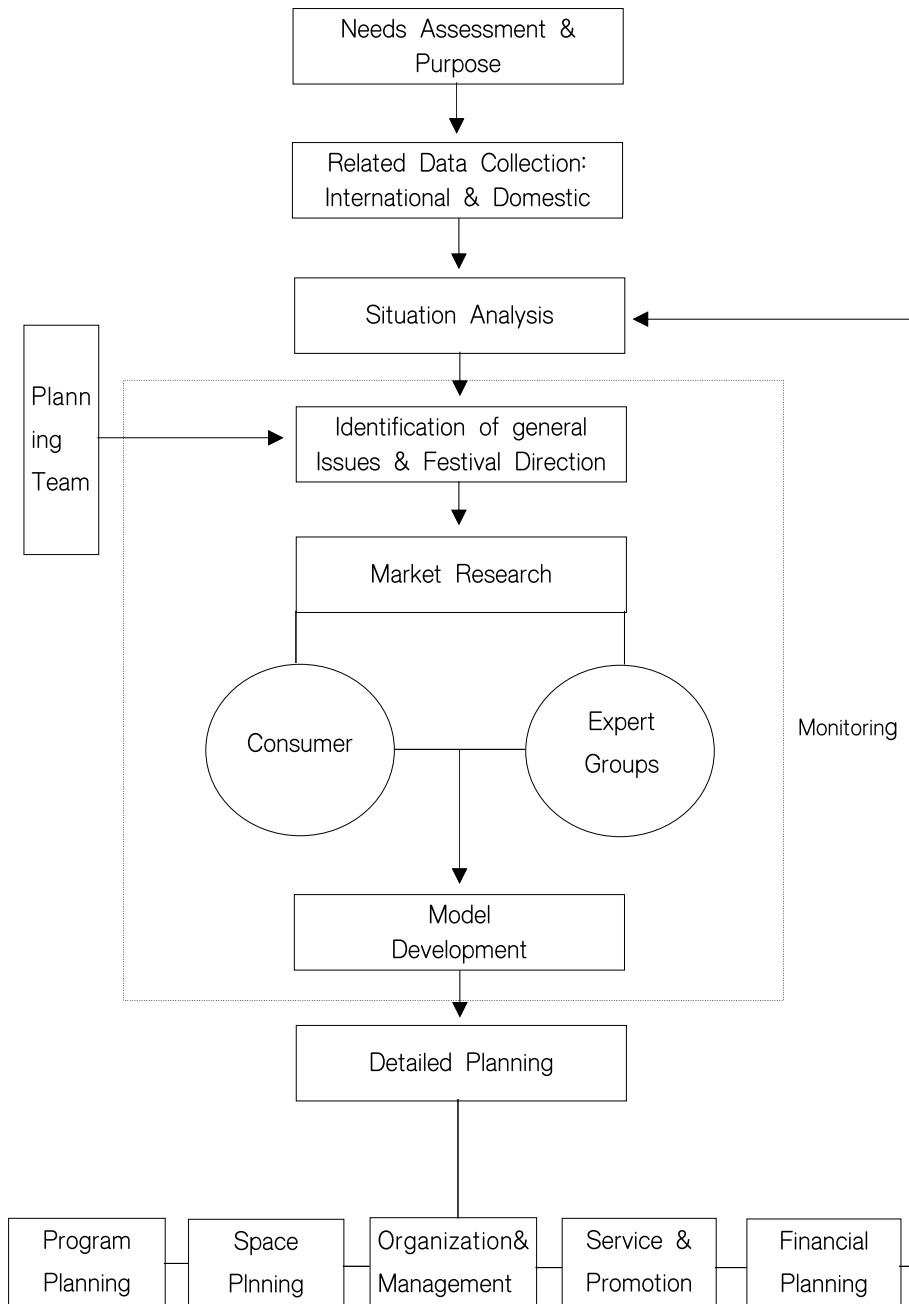 Needs Assessment &
Purpose
Related Data Collection:
International & Domestic
Situation Analysis
Plann
ing
Team
Identification of general
Issues & Festival Direction
Market Research
Consumer
Expert
Groups
Monitoring
Model
Development
Detailed Planning
Program
Planning
Space
Plnning
Organization&
Management
Service &
Promotion
Financial
Planning